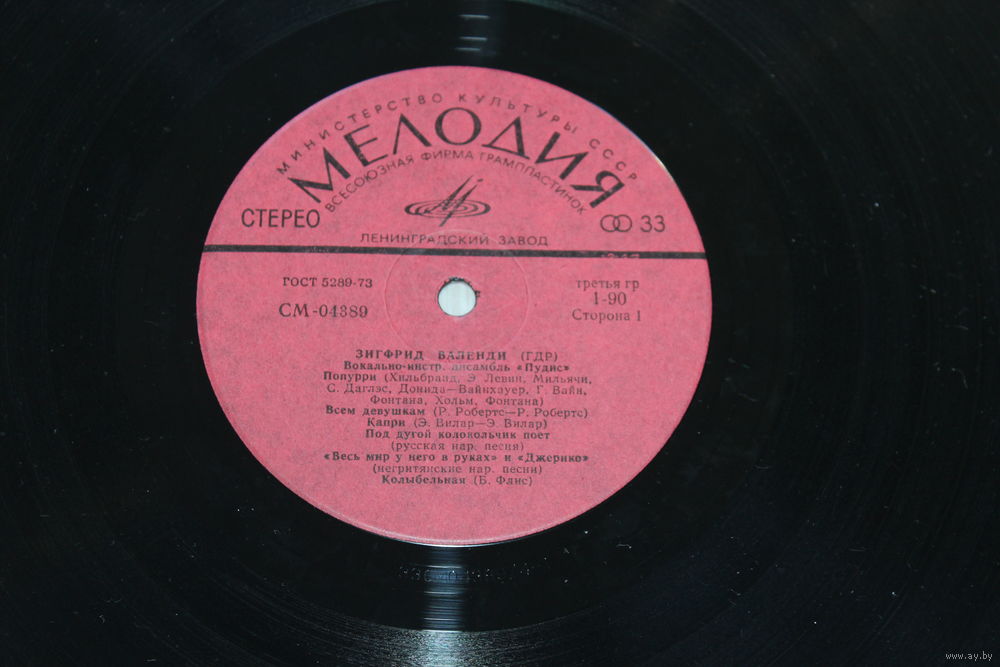 МИНИСТЕРСТВО КУЛЬТУРЫ СССР
МЕЛОДИЯ
ВСЕСОЮЗНАЯ ФИРМА ГРАМПЛАСТИНОК
СТЕРЕО
33
ЛЕНИНГРАДСКИЙ ЗАВОД
ГОСТ 5289-73
третья гр
СМ-04389
1-90
Сторона 1
ЗИГФРИД ВАЛЕНДИ (ГДР)
Вокально-инстр. ансамбль «Пудис»
Попурри (Хильбранд, Э. Левин, Мильячи,
С. Даглэс, Донида—Вайнхауер, Г. Вайн,
Фонтана, Хольм, Фонтана)
Всем девушкам (Р. Робертс—Р. Робертс)
Капри (Э. Вилар—Э. Вилар)
Под дугой колокольчик поет
(русская нар. песня)
«Весь мир у него в руках» и «Джерико»
(негритянские нар. песни)
Колыбельная (Б. Флис)
www.ay.by